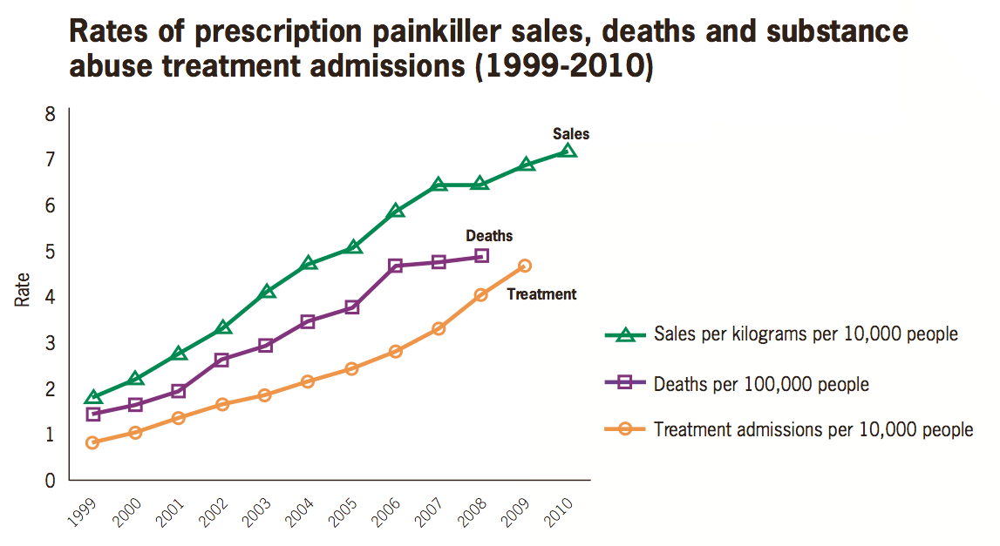 Rates of prescription painkiller sales, deaths and substance
abuse treatment admissions (1999-2010)
8
7
6
5
4
3
2
1
0
Rate
Sales
Deaths
Treatment
1999
2000
2001
2002
2003
2004
2005
2006
2007
2008
2009
2010
Sales per kilograms per 10,000 people
Deaths per 100,000 people
Treatment admissions per 10,000 people